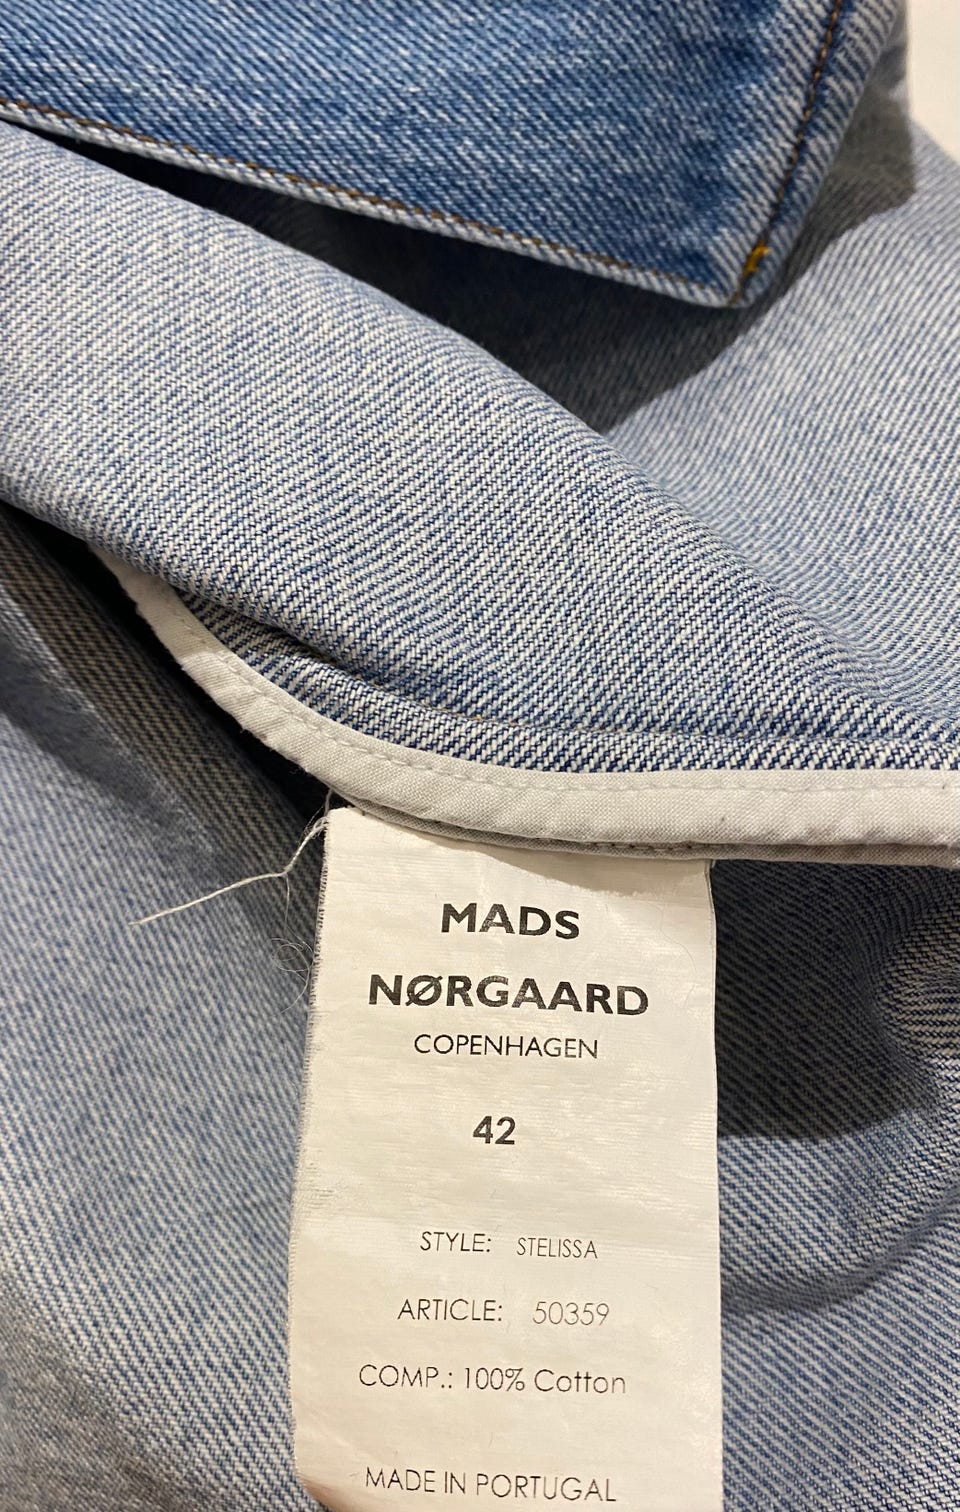 MADS
NØRGAARD
COPENHAGEN
42
STYLE: STELISSA
ARTICLE: 50359
COMP.: 100% Cotton
MADE IN PORTUGAL